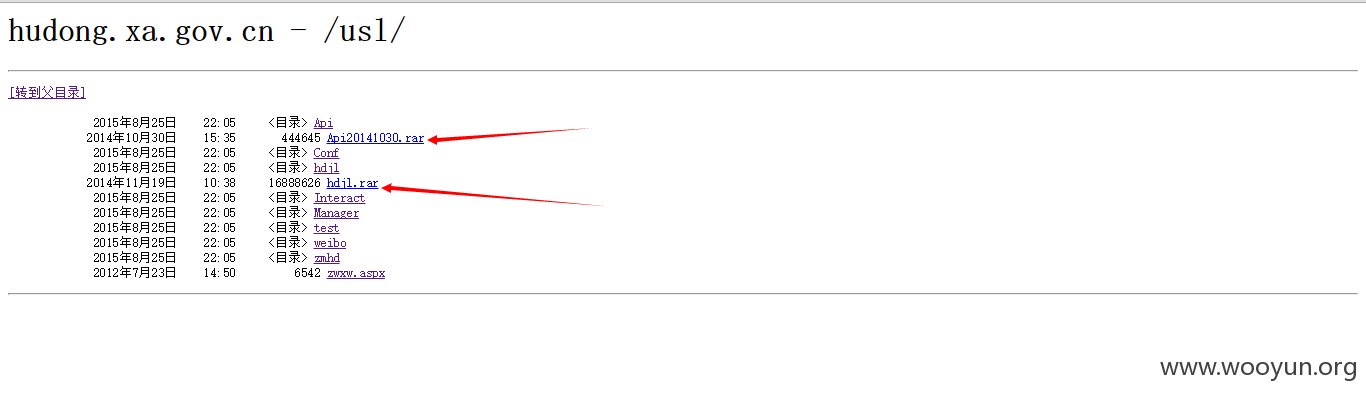 hudong.xa.gov.cn - /usl/
[转到父目录]
2015年8月25日 22:05 <目录> Api
2014年10月30日 15:35 444645 Api20141030.rar
2015年8月25日 22:05 <目录> Conf
2015年8月25日 22:05 <目录> hdjl
2014年11月19日 10:38 16888626 hdjl.rar
2015年8月25日 22:05 <目录> Interact
2015年8月25日 22:05 <目录> Manager
2015年8月25日 22:05 <目录> test
2015年8月25日 22:05 <目录> weibo
2015年8月25日 22:05 <目录> zmhd
2012年7月23日 14:50 6542 zwxw.aspx
www.wooyun.org